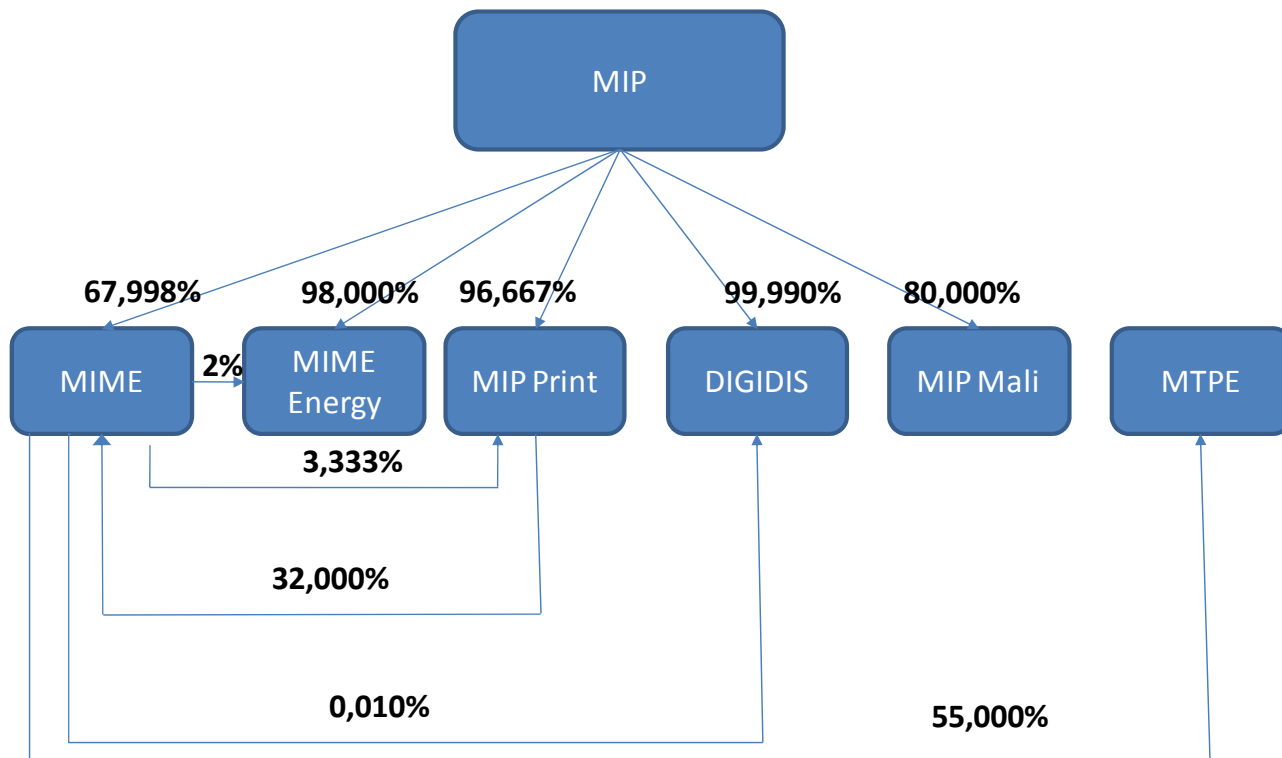 MIP
67,998%
98,000%
96,667%
99,990%
80,000%
MIME
2%
MIME
Energy
MIP Print
DIGIDIS
MIP Mali
MTPE
3,333%
32,000%
0,010%
55,000%